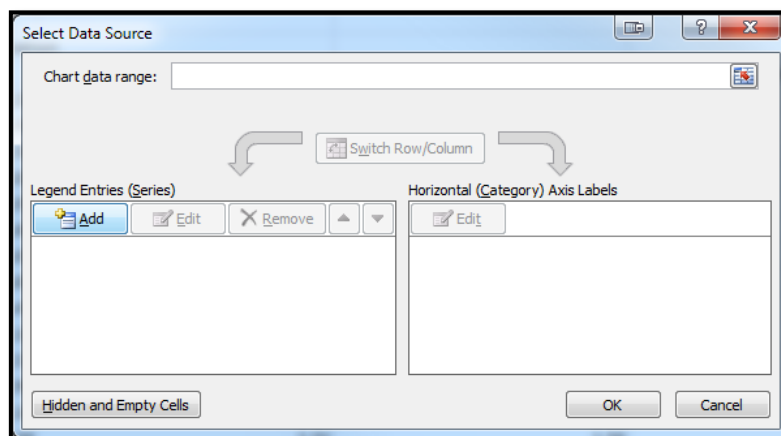 Select Data Source
?
Chart data range:
Switch Row/Column
Legend Entries (Series)
Horizontal (Category) Axis Labels
Add Edit Remove
Edit
Hidden and Empty Cells
OK Cancel